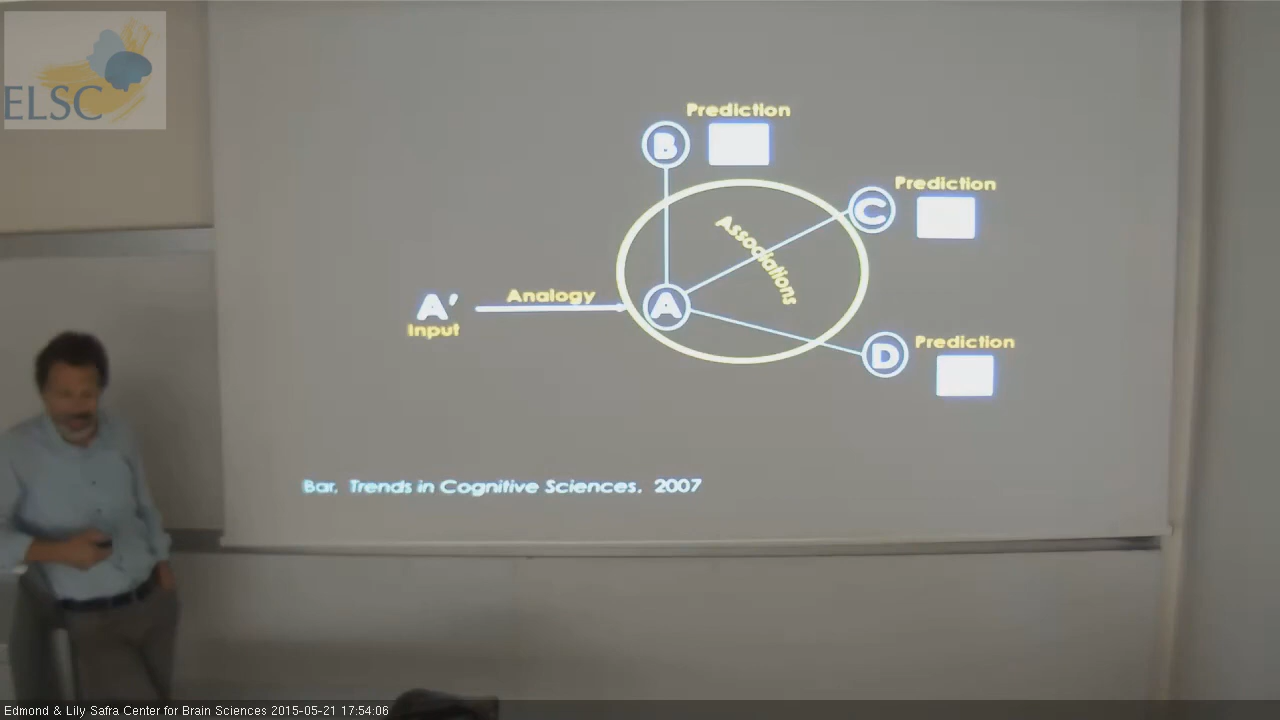 ELSC
Prediction
B
Prediction
C
Associations
A′
Analogy
A
Input
Prediction
D
Bar, Trends in Cognitive Sciences, 2007
Edmond & Lily Safra Center for Brain Sciences 2015-05-21 17:54:06